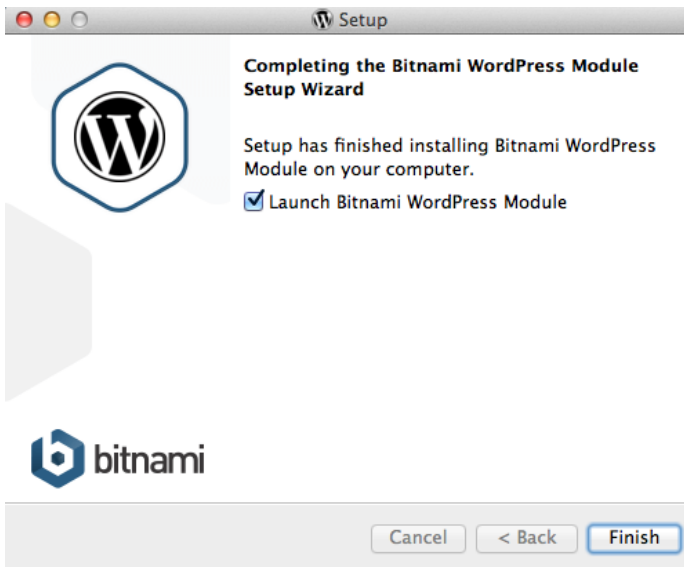 Setup
Completing the Bitnami WordPress Module
Setup Wizard
Setup has finished installing Bitnami WordPress
Module on your computer.
Launch Bitnami WordPress Module
bitnami
Cancel
< Back
Finish